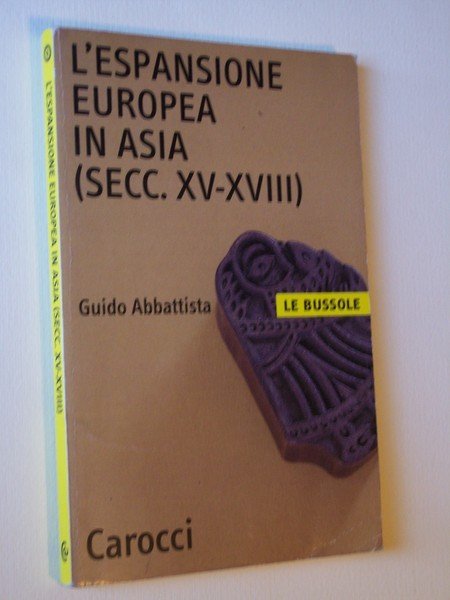 L'ESPANSIONE
EUROPEA
IN ASIA
(SECC. XV-XVIII)
Guido Abbattista
LE BUSSOLE
Carocci
L'ESPANSIONE EUROPEA IN ASIA (SECC. XV-XVIII)